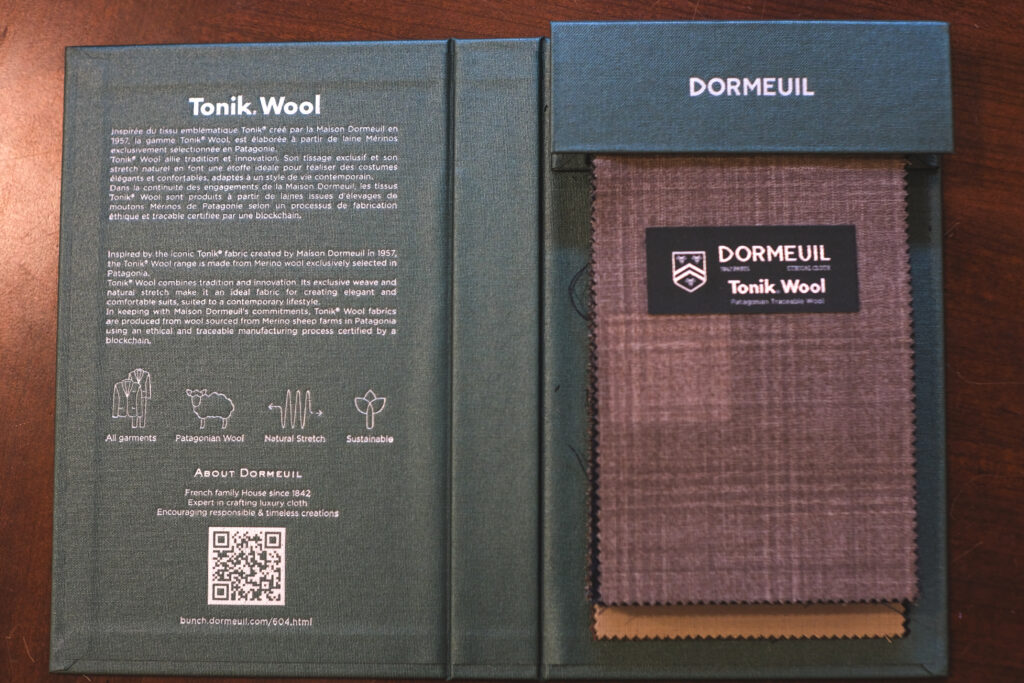 Tonik® Wool
Inspirée du tissu emblématique Tonik® créé par la Maison Dormeuil en
1957, la gamme Tonik® Wool, est élaborée à partir de laine Mérinos
exclusivement sélectionnée en Patagonie.
Tonik® Wool allie tradition et innovation. Son tissage exclusif et son
stretch naturel en font une étoffe idéale pour réaliser des costumes
élégants et confortables, adaptés à un style de vie contemporain.
Dans la continuité des engagements de la Maison Dormeuil, les tissus
Tonik® Wool sont produits à partir de laines issues d'élevages de
moutons Mérinos de Patagonie selon un processus de fabrication
éthique et tracable certifiée par une blockchain.
Inspired by the iconic Tonik® fabric created by Maison Dormeuil in 1957,
the Tonik® Wool range is made from Merino wool exclusively selected in
Patagonia.
Tonik® Wool combines tradition and innovation. Its exclusive weave and
natural stretch make it an ideal fabric for creating elegant and
comfortable suits, suited to a contemporary lifestyle.
In keeping with Maison Dormeuil's commitments, Tonik® Wool fabrics
are produced from wool sourced from Merino sheep farms in Patagonia
using an ethical and traceable manufacturing process certified by a
blockchain.
All garments Patagonian Wool Natural Stretch Sustainable
ABOUT DORMEUIL
French family House since 1842
Expert in crafting luxury cloth
Encouraging responsible & timeless creations
bunch.dormeuil.com/604.html
DORMEUIL
DORMEUIL
ETHICAL CLOTH
Tonik® Wool
Patagonian Traceable Wool